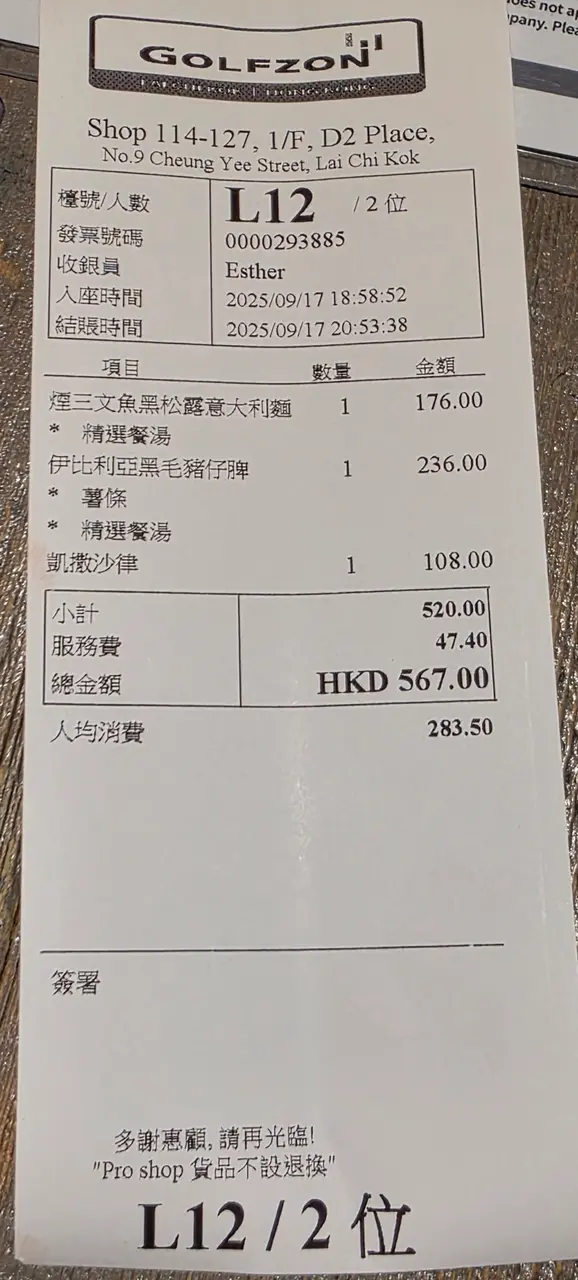 oes not ap
pany. Plea
GOLFZON
Shop 114-127, 1/F, D2 Place,
No.9 Cheung Yee Street, Lai Chi Kok
檯號/人數 L12 / 2 位
發票號碼 0000293885
收銀員 Esther
入座時間 2025/09/17 18:58:52
結賬時間 2025/09/17 20:53:38
項目 數量 金額
煙三文魚黑松露意大利麵 1 176.00
* 精選餐湯
伊比利亞黑毛豬仔脾 1 236.00
* 薯條
* 精選餐湯
凱撒沙律 1 108.00
小計 520.00
服務費 47.40
總金額 HKD 567.00
人均消費 283.50
簽署
多謝惠顧, 請再光臨!
"Pro shop 貨品不設退換"
L12 / 2 位